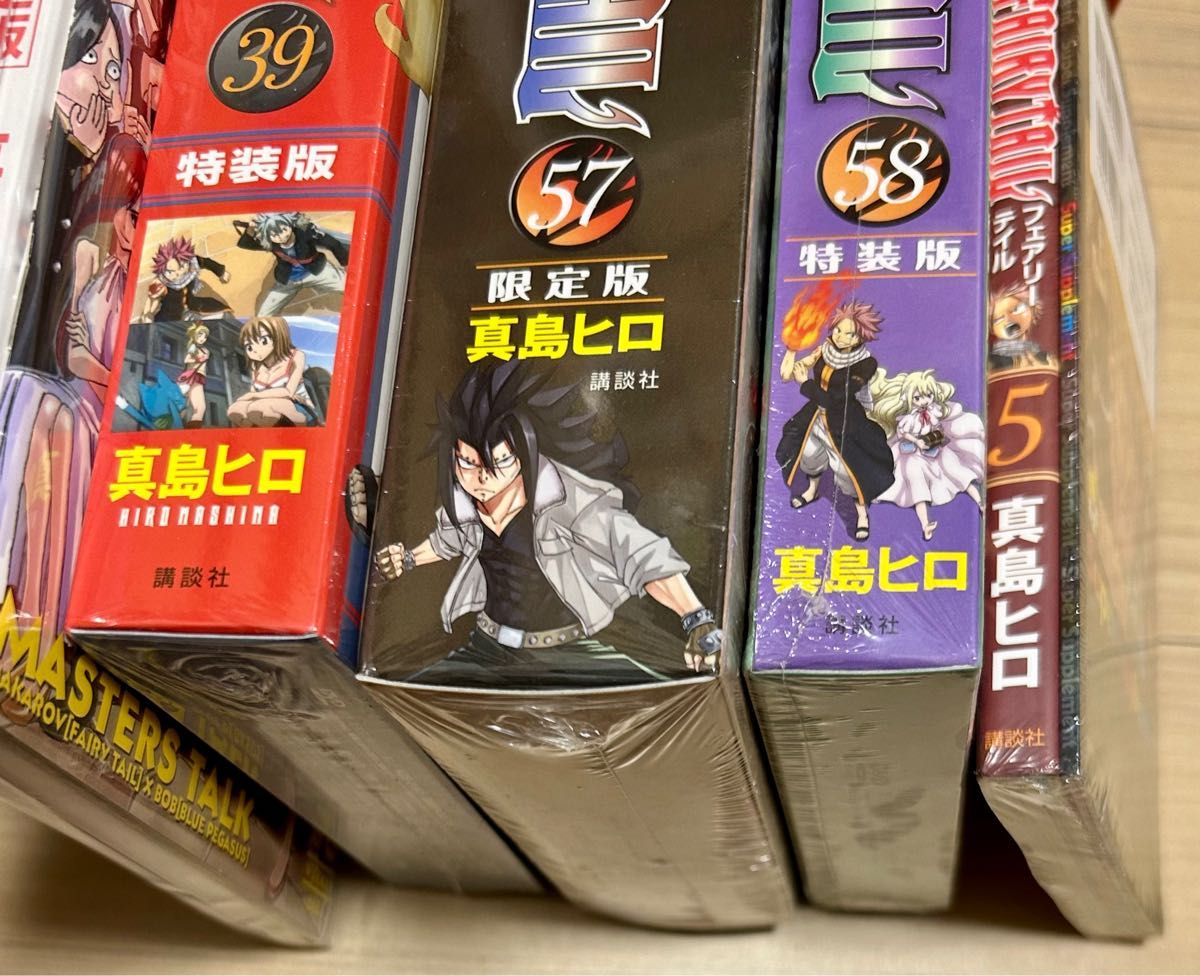 版
39
特装版
真島ヒロ
HIRO MASHIMA
講談社
MASTERS TALK
MAKAROV[FAIRY TAIL] X BOB[BLUE PEGASUS]
57
限定版
真島ヒロ
講談社
58
特装版
真島ヒロ
講談社
FAIRY TAIL
フェアリー
テイル
5
真島ヒロ
講談社